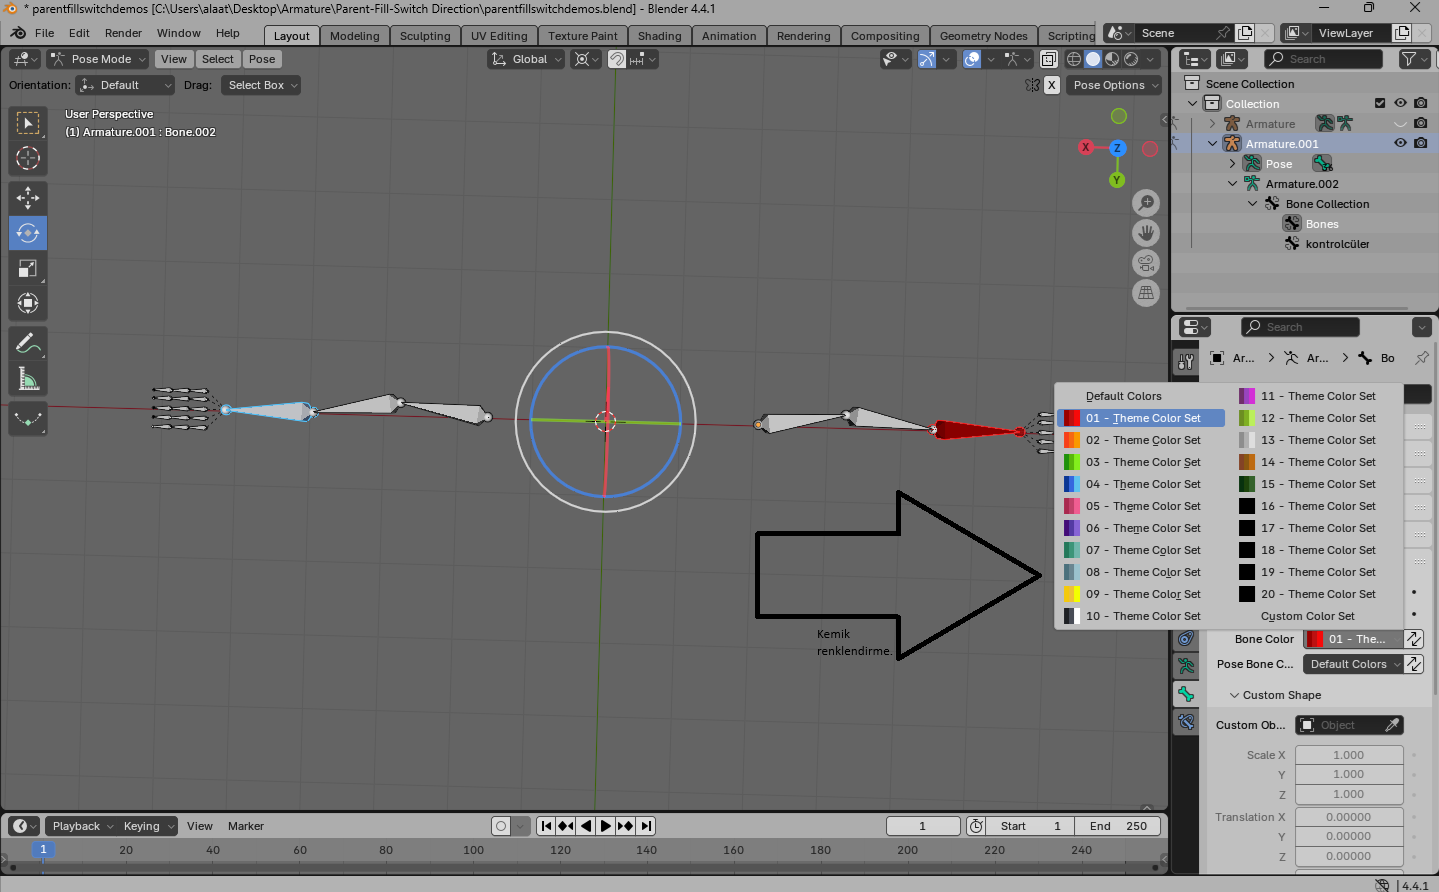 * parentfillswitchdemos [C:\Users\alaat\Desktop\Armature\Parent-Fill-Switch Direction\parentfillswitchdemos.blend] - Blender 4.4.1
File Edit Render Window Help Layout Modeling Sculpting UV Editing Texture Paint Shading Animation Rendering Compositing Geometry Nodes Scripting Scene ViewLayer
Pose Mode View Select Pose Global Search
Orientation: Default Drag: Select Box X Pose Options
Scene Collection
Collection
Armature
Armature.001
Pose
Armature.002
Bone Collection
Bones
kontrolcüler
User Perspective
(1) Armature.001 : Bone.002
X Z
Y
Search
Ar... Ar... Bo
Default Colors
01 - Theme Color Set
02 - Theme Color Set
03 - Theme Color Set
04 - Theme Color Set
05 - Theme Color Set
06 - Theme Color Set
07 - Theme Color Set
08 - Theme Color Set
09 - Theme Color Set
10 - Theme Color Set
11 - Theme Color Set
12 - Theme Color Set
13 - Theme Color Set
14 - Theme Color Set
15 - Theme Color Set
16 - Theme Color Set
17 - Theme Color Set
18 - Theme Color Set
19 - Theme Color Set
20 - Theme Color Set
Custom Color Set
Kemik
renklendirme.
Bone Color 01 - The...
Pose Bone C... Default Colors
Custom Shape
Custom Ob... Object
Scale X 1.000
Y 1.000
Z 1.000
Translation X 0.00000
Y 0.00000
Z 0.00000
Playback Keying View Marker 1 Start 1 End 250
1 20 40 60 80 100 120 140 160 180 200 220 240
4.4.1